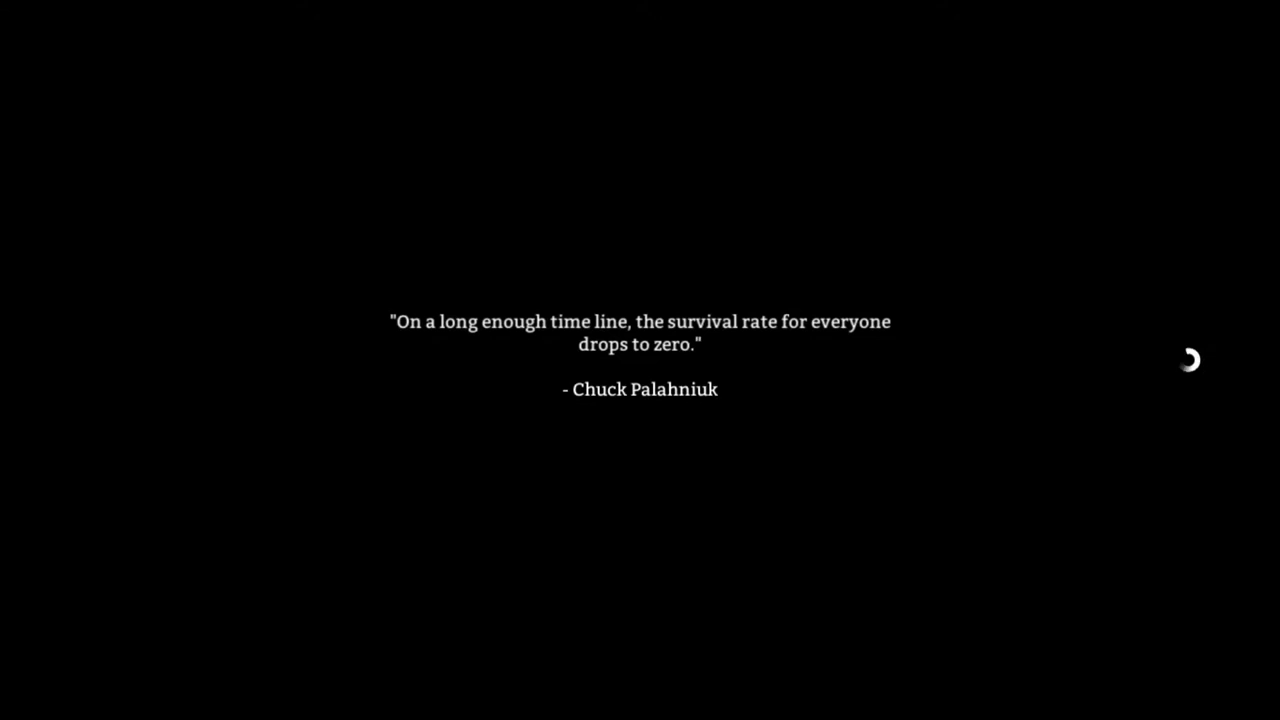 "On a long enough time line, the survival rate for everyone
drops to zero."
- Chuck Palahniuk